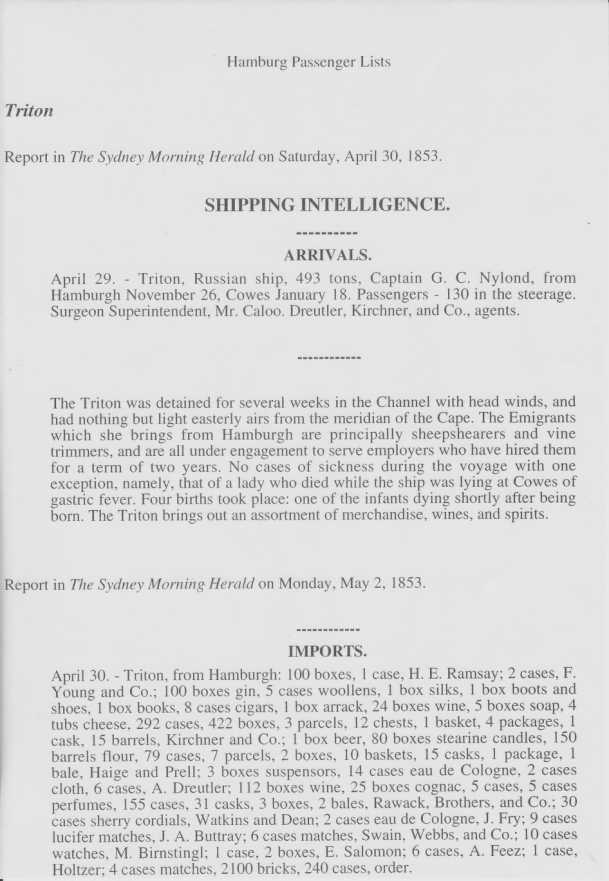 Hamburg Passenger Lists
Triton
Report in The Sydney Morning Herald on Saturday, April 30, 1853.
SHIPPING INTELLIGENCE.
----------
ARRIVALS.
April 29. - Triton, Russian ship, 493 tons, Captain G. C. Nylond, from
Hamburgh November 26, Cowes January 18. Passengers - 130 in the steerage.
Surgeon Superintendent, Mr. Caloo. Dreutler, Kirchner, and Co., agents.
------------
The Triton was detained for several weeks in the Channel with head winds, and
had nothing but light easterly airs from the meridian of the Cape. The Emigrants
which she brings from Hamburgh are principally sheepshearers and vine
trimmers, and are all under engagement to serve employers who have hired them
for a term of two years. No cases of sickness during the voyage with one
exception, namely, that of a lady who died while the ship was lying at Cowes of
gastric fever. Four births took place: one of the infants dying shortly after being
born. The Triton brings out an assortment of merchandise, wines, and spirits.
Report in The Sydney Morning Herald on Monday, May 2, 1853.
------------
IMPORTS.
April 30. - Triton, from Hamburgh: 100 boxes, 1 case, H. E. Ramsay; 2 cases, F.
Young and Co.; 100 boxes gin, 5 cases woollens, 1 box silks, 1 box boots and
shoes, 1 box books, 8 cases cigars, 1 box arrack, 24 boxes wine, 5 boxes soap, 4
tubs cheese, 292 cases, 422 boxes, 3 parcels, 12 chests, 1 basket, 4 packages, 1
cask, 15 barrels, Kirchner and Co.; 1 box beer, 80 boxes stearine candles, 150
barrels flour, 79 cases, 7 parcels, 2 boxes, 10 baskets, 15 casks, 1 package, 1
bale, Haige and Prell; 3 boxes suspensors, 14 cases eau de Cologne, 2 cases
cloth, 6 cases, A. Dreutler; 112 boxes wine, 25 boxes cognac, 5 cases, 5 cases
perfumes, 155 cases, 31 casks, 3 boxes, 2 bales, Rawack, Brothers, and Co.; 30
cases sherry cordials, Watkins and Dean; 2 cases eau de Cologne, J. Fry; 9 cases
lucifer matches, J. A. Buttray; 6 cases matches, Swain, Webbs, and Co.; 10 cases
watches, M. Birnstingl; 1 case, 2 boxes, E. Salomon; 6 cases, A. Feez; 1 case,
Holtzer; 4 cases matches, 2100 bricks, 240 cases, order.